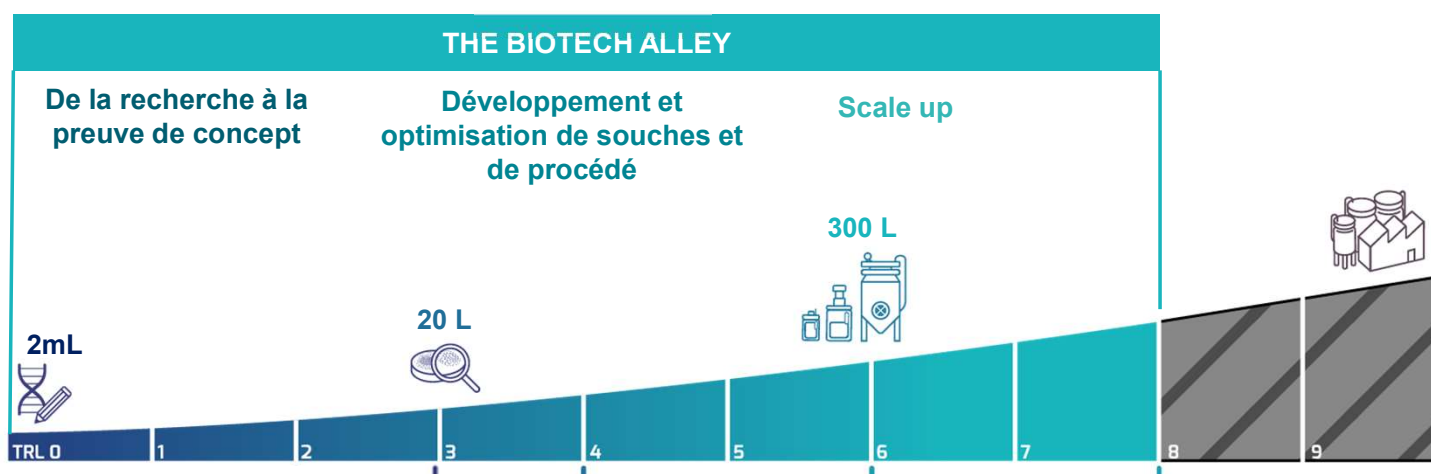 THE BIOTECH ALLEY
De la recherche à la
preuve de concept
Développement et
optimisation de souches et
de procédé
Scale up
2mL
20 L
300 L
TRL 0
1
2
3
4
5
6
7
8
9